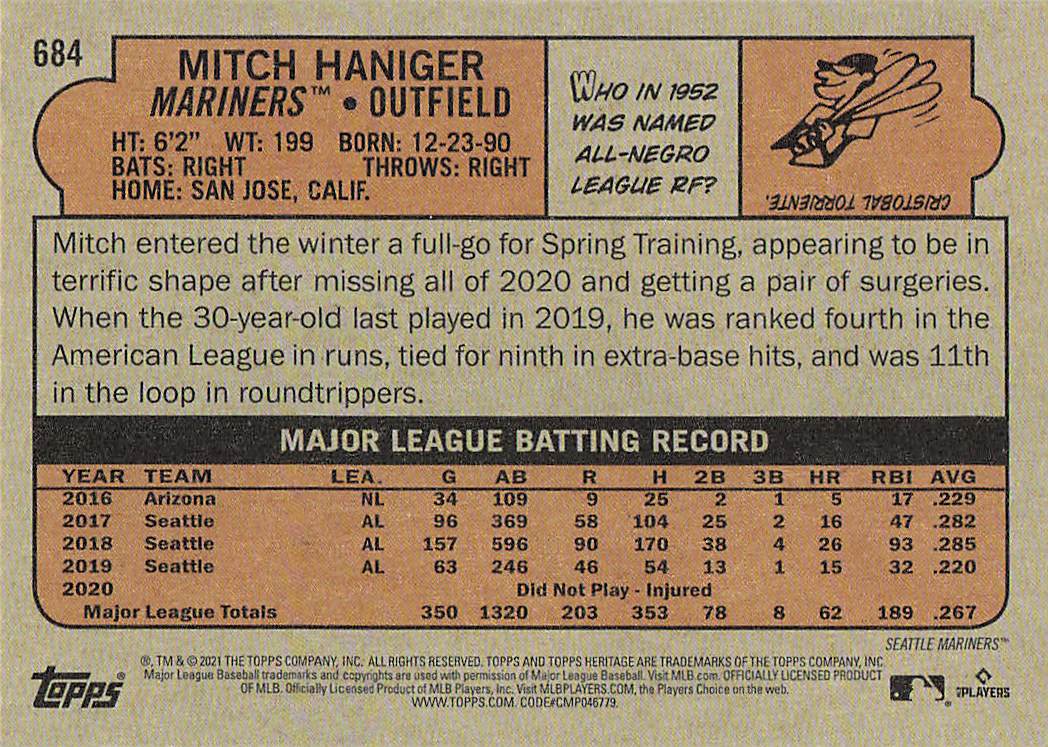 684
MITCH HANIGER
MARINERS™ • OUTFIELD
HT: 6'2" WT: 199 BORN: 12-23-90
BATS: RIGHT THROWS: RIGHT
HOME: SAN JOSE, CALIF.
WHO IN 1952
WAS NAMED
ALL-NEGRO
LEAGUE RF?
CRISTOBAL TORRIENTE.
Mitch entered the winter a full-go for Spring Training, appearing to be in
terrific shape after missing all of 2020 and getting a pair of surgeries.
When the 30-year-old last played in 2019, he was ranked fourth in the
American League in runs, tied for ninth in extra-base hits, and was 11th
in the loop in roundtrippers.
MAJOR LEAGUE BATTING RECORD
YEAR TEAM LEA. G AB R H 2B 3B HR RBI AVG
2016 Arizona NL 34 109 9 25 2 1 5 17 .229
2017 Seattle AL 96 369 58 104 25 2 16 47 .282
2018 Seattle AL 157 596 90 170 38 4 26 93 .285
2019 Seattle AL 63 246 46 54 13 1 15 32 .220
2020 Did Not Play - Injured
Major League Totals 350 1320 203 353 78 8 62 189 .267
SEATTLE MARINERS™
®, TM & © 2021 THE TOPPS COMPANY, INC. ALL RIGHTS RESERVED. TOPPS AND TOPPS HERITAGE ARE TRADEMARKS OF THE TOPPS COMPANY, INC.
Major League Baseball trademarks and copyrights are used with permission of Major League Baseball. Visit MLB.com. OFFICIALLY LICENSED PRODUCT
OF MLB. Officially Licensed Product of MLB Players, Inc. Visit MLBPLAYERS.COM, the Players Choice on the web.
WWW.TOPPS.COM. CODE#CMP046779.
topps®
MLBPLAYERS